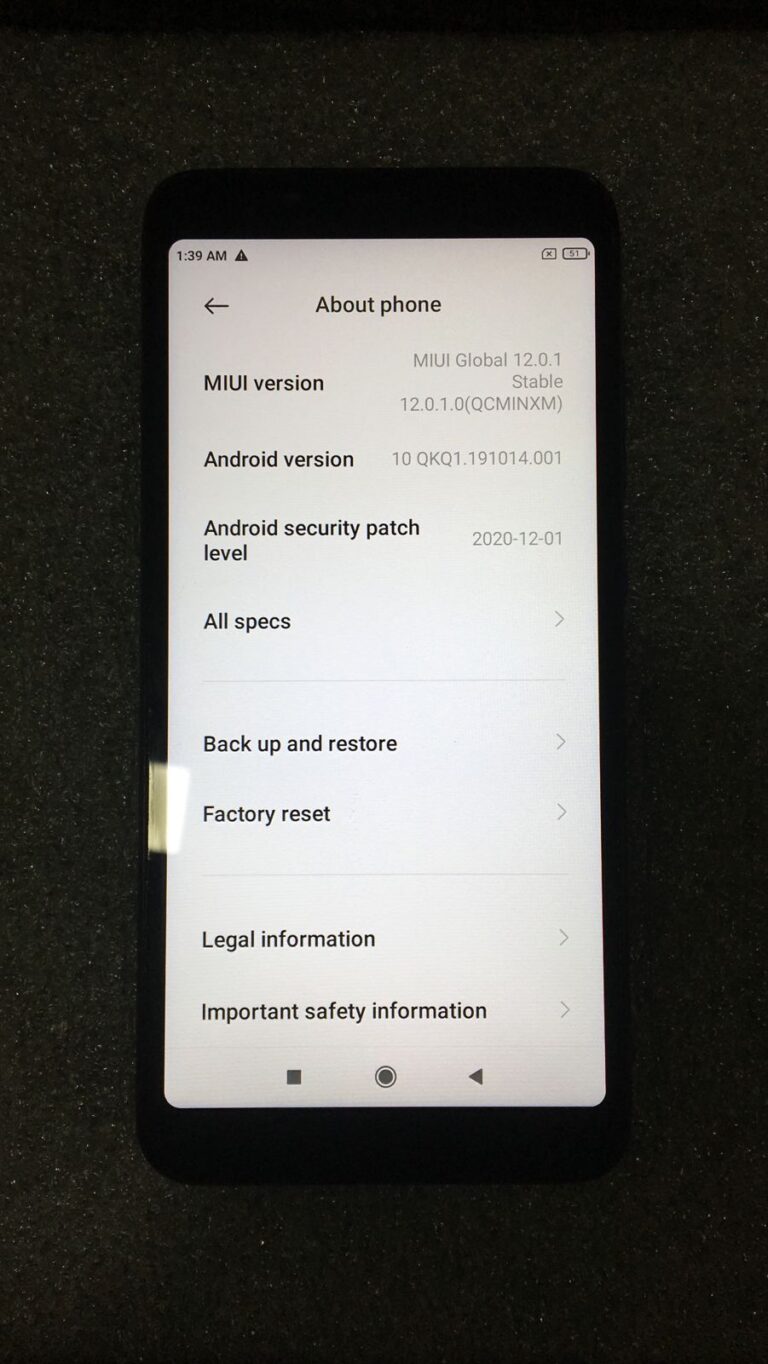 1:39 AM 51
About phone
MIUI Global 12.0.1
MIUI version Stable
12.0.1.0(QCMINXM)
Android version 10 QKQ1.191014.001
Android security patch
level 2020-12-01
All specs
Back up and restore
Factory reset
Legal information
Important safety information